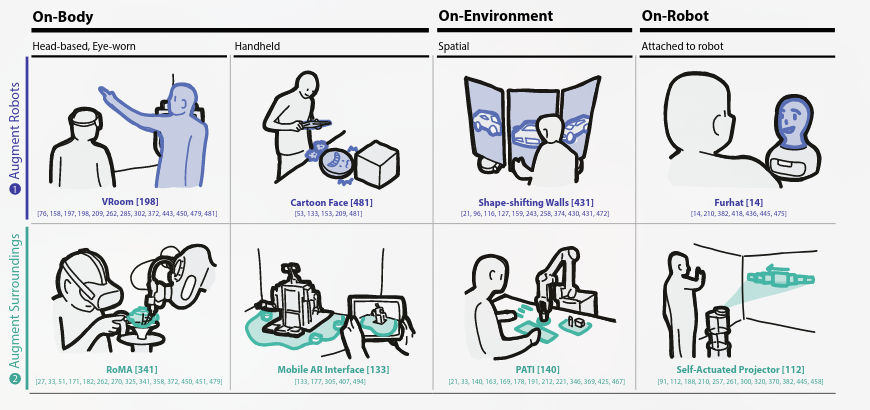 On-Body
On-Environment
On-Robot
Head-based, Eye-worn
Handheld
Spatial
Attached to robot
1 Augment Robots
VRoom [198]
[76, 158, 197, 198, 209, 262, 285, 302, 372, 443, 450, 479, 481]
Cartoon Face [481]
[53, 133, 153, 209, 481]
Shape-shifting Walls [431]
[21, 96, 116, 127, 159, 243, 258, 374, 430, 431, 472]
Furhat [14]
[14, 210, 382, 418, 436, 445, 475]
2 Augment Surroundings
RoMA [341]
[27, 33, 51, 171, 182, 262, 270, 325, 341, 358, 372, 450, 451, 479]
Mobile AR Interface [133]
[133, 177, 305, 407, 494]
PATI [140]
[21, 33, 140, 163, 169, 178, 191, 212, 221, 346, 369, 425, 467]
Self-Actuated Projector [112]
[91, 112, 188, 210, 257, 261, 300, 320, 370, 382, 445, 458]